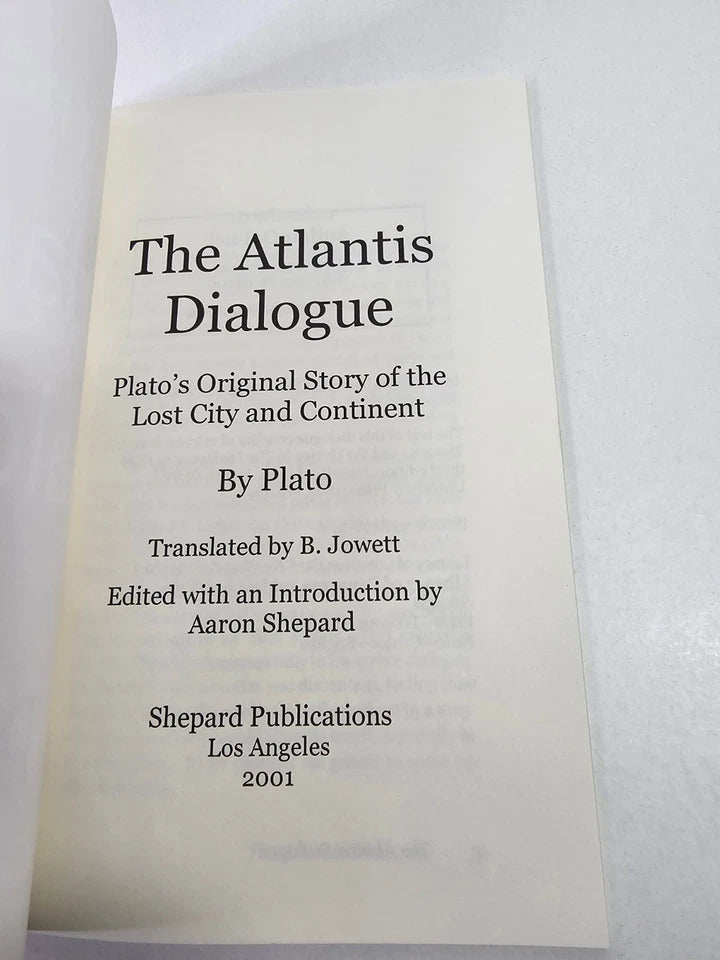 The Atlantis
Dialogue
Plato’s Original Story of the
Lost City and Continent
By Plato
Translated by B. Jowett
Edited with an Introduction by
Aaron Shepard
Shepard Publications
Los Angeles
2001